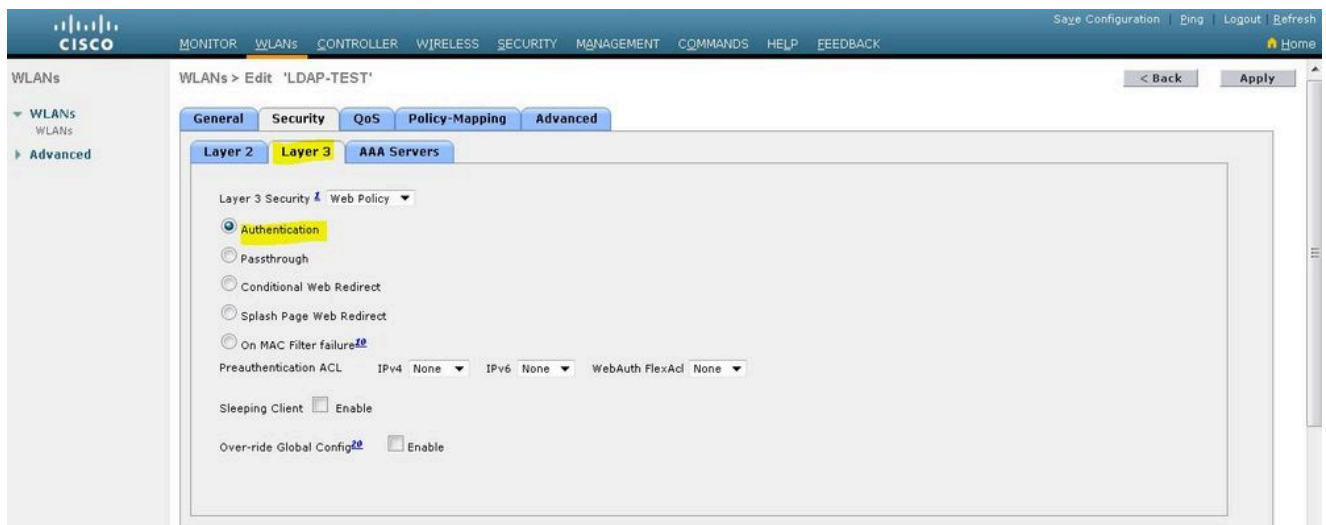 Save Configuration | Ping | Logout | Refresh
CISCO
MONITOR WLANs CONTROLLER WIRELESS SECURITY MANAGEMENT COMMANDS HELP FEEDBACK
Home
WLANs
WLANs > Edit 'LDAP-TEST'
< Back
Apply
WLANs
WLANs
Advanced
General Security QoS Policy-Mapping Advanced
Layer 2 Layer 3 AAA Servers
Layer 3 Security 1 Web Policy
Authentication
Passthrough
Conditional Web Redirect
Splash Page Web Redirect
On MAC Filter failure10
Preauthentication ACL IPv4 None IPv6 None WebAuth FlexAcl None
Sleeping Client Enable
Over-ride Global Config20 Enable